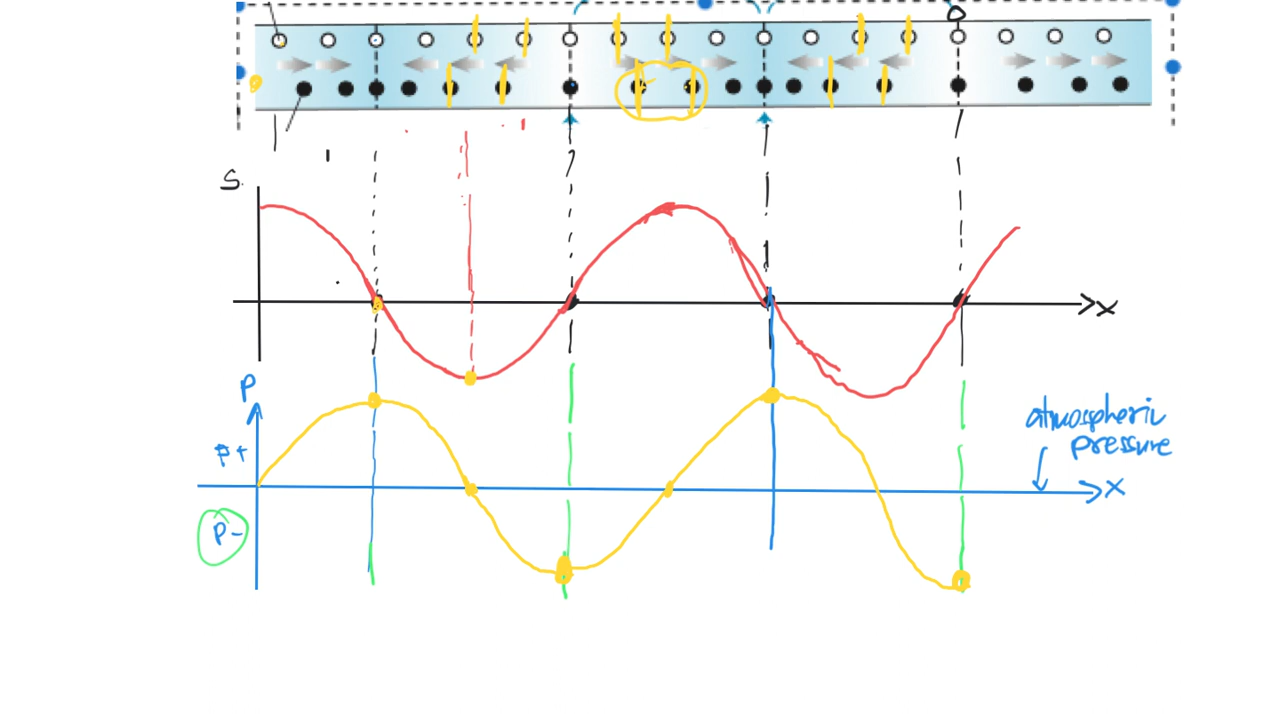 S
x
P
P+
atmospheric
pressure
x
P-